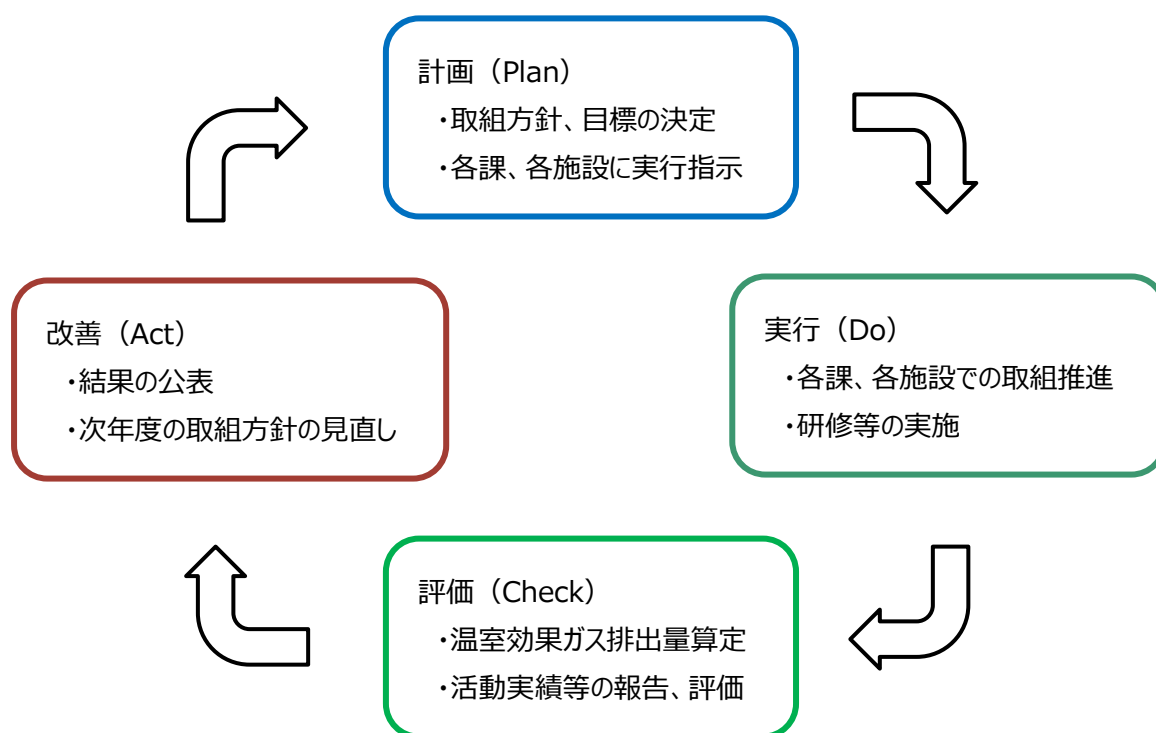 計画（Plan）
・取組方針、目標の決定
・各課、各施設に実行指示
改善（Act）
・結果の公表
・次年度の取組方針の見直し
実行（Do）
・各課、各施設での取組推進
・研修等の実施
評価（Check）
・温室効果ガス排出量算定
・活動実績等の報告、評価